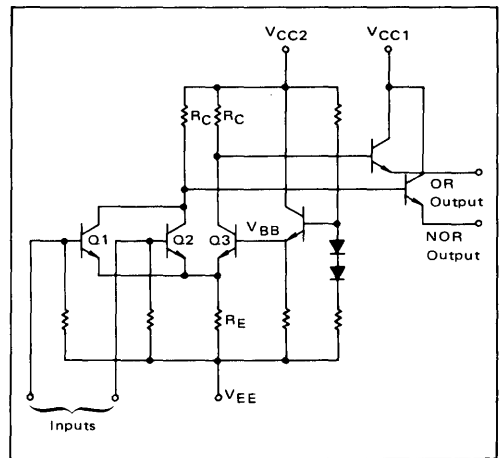 VCC2 VCC1
RC RC
OR
Output
NOR
Output
Q1 Q2 Q3 VBB
RE
VEE
Inputs